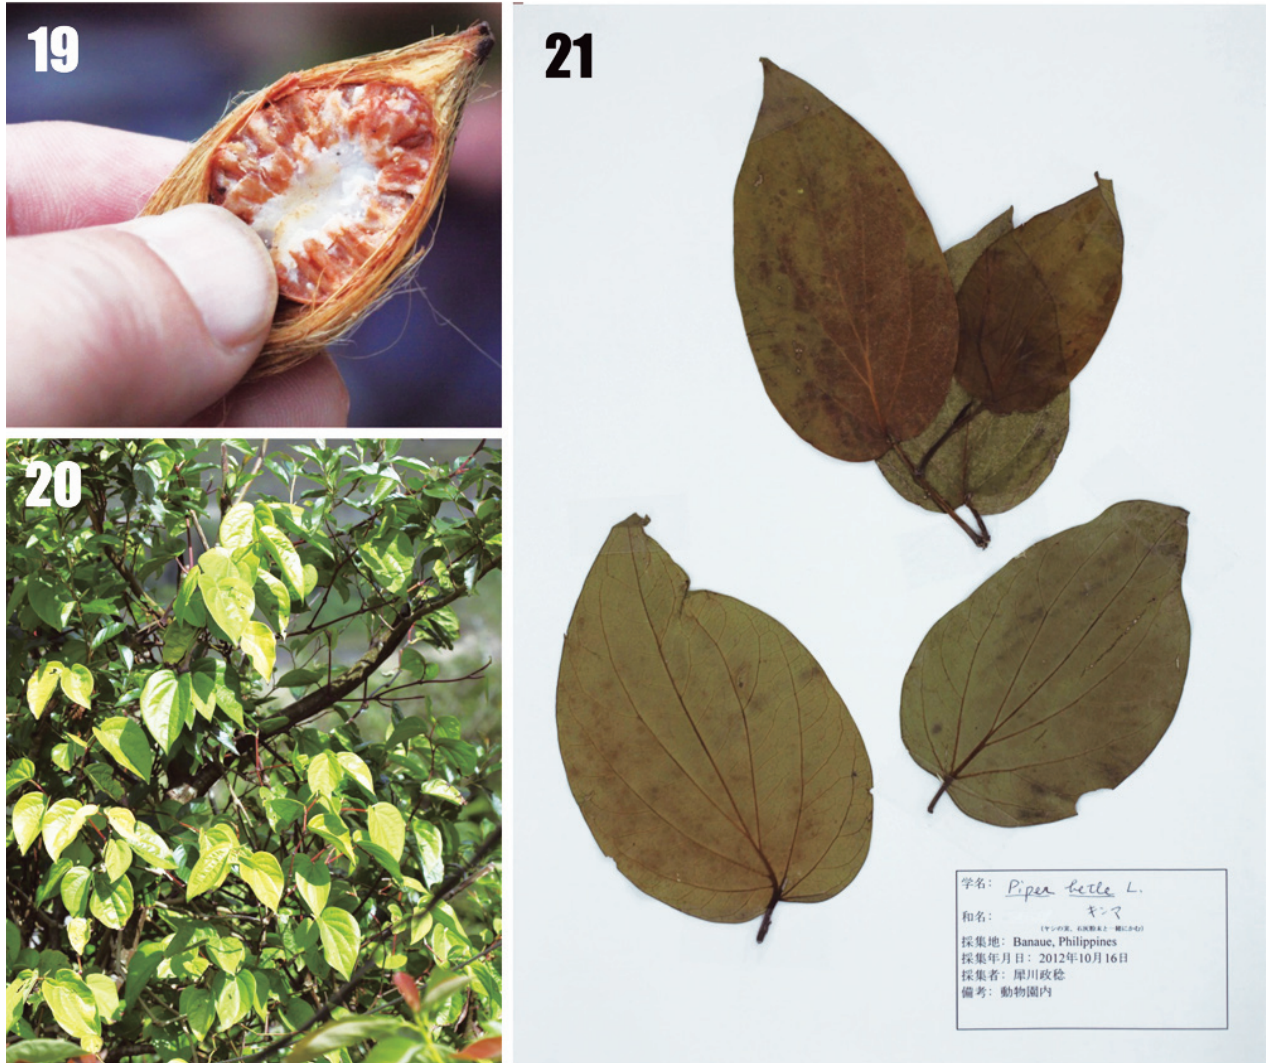 19
21
20
学名: Piper betle L.
和名: キンマ
(ヤシの実、石灰粉末と一緒にかむ)
採集地: Banaue, Philippines
採集年月日: 2012年10月16日
採集者: 犀川政稔
備考: 動物園内